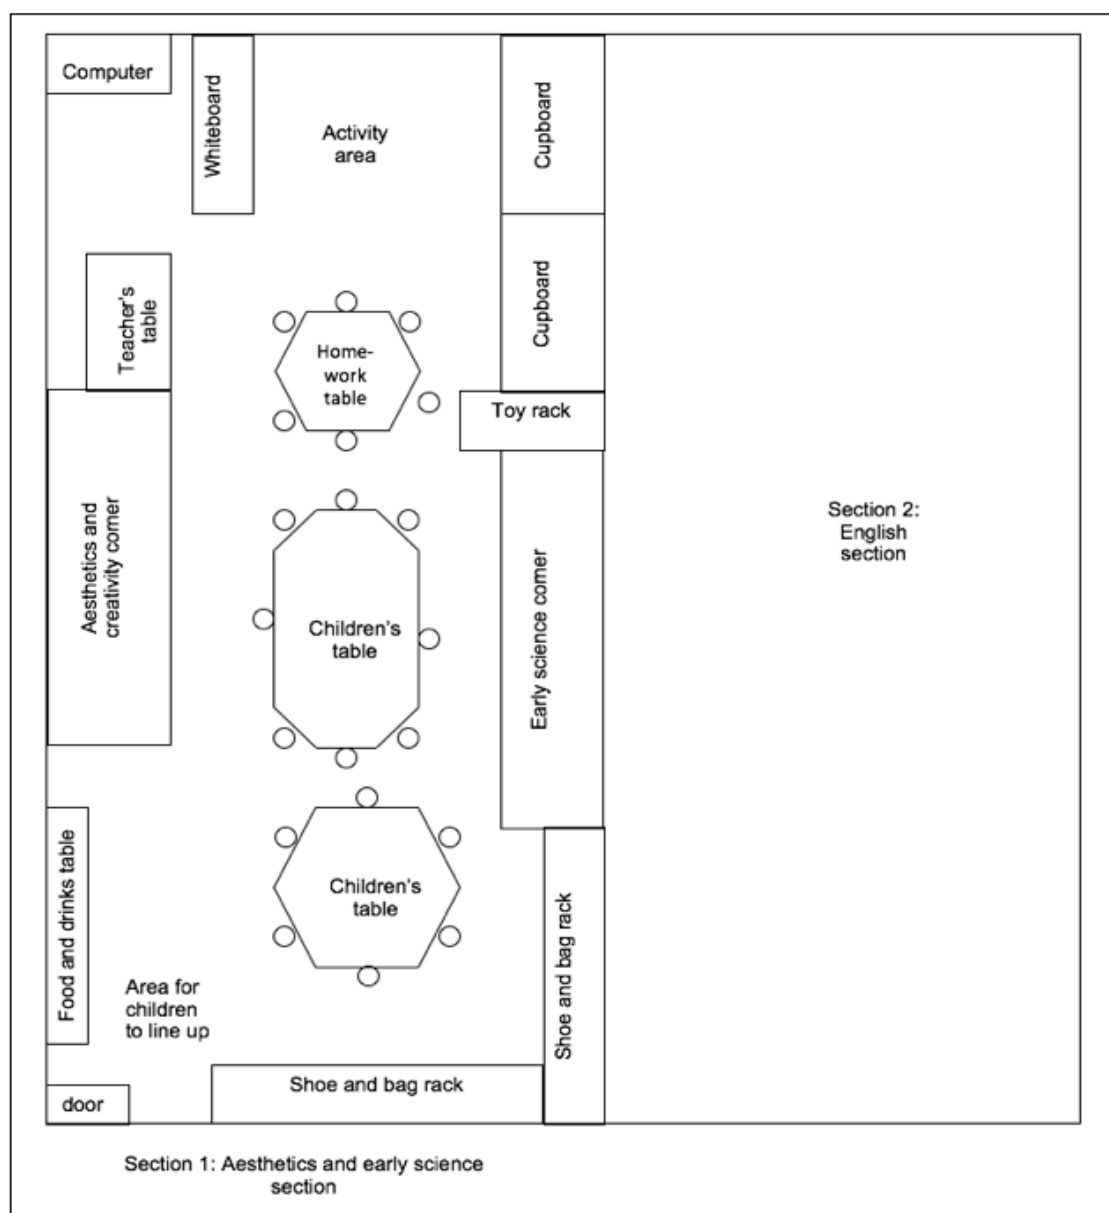 Computer
Whiteboard
Activity
area
Cupboard
Cupboard
Teacher's
table
Home-
work
table
Toy rack
Aesthetics and
creativity corner
Children's
table
Early science corner
Section 2:
English
section
Children's
table
Food and drinks table
Area for
children
to line up
Shoe and bag rack
Shoe and bag rack
door
Section 1: Aesthetics and early science
section